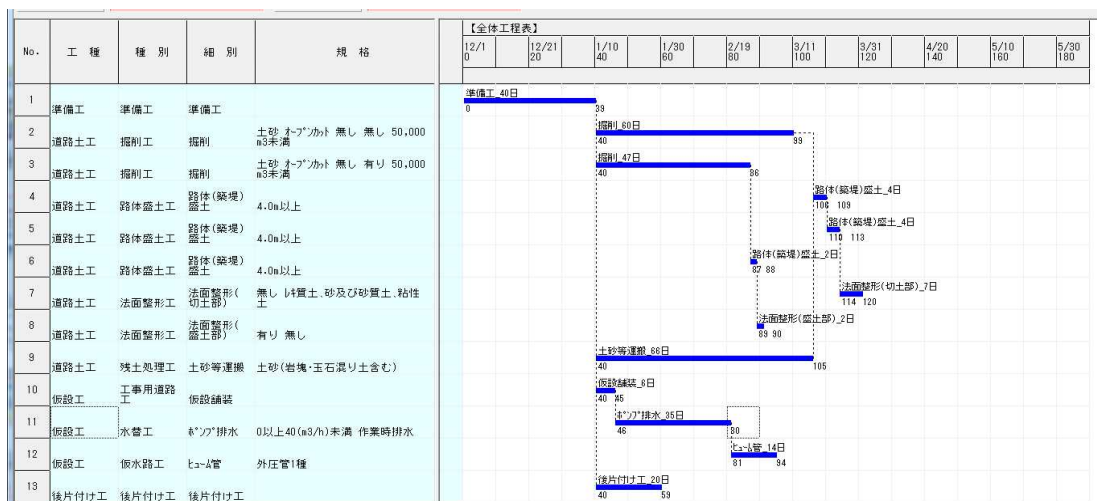 【全体工程表】
No. 工 種 種 別 細 別 規 格
12/1 12/21 1/10 1/30 2/19 3/11 3/31 4/20 5/10 5/30
0 20 40 60 80 100 120 140 160 180
1 準備工 準備工 準備工
準備工_40日
0 39
2 道路土工 掘削工 掘削 土砂 オープンカット 無し 無し 50,000
m3未満
掘削_60日
40 99
3 道路土工 掘削工 掘削 土砂 オープンカット 無し 有り 50,000
m3未満
掘削_47日
40 86
4 道路土工 路体盛土工 路体(築堤)
盛土 4.0m以上
路体(築堤)盛土_4日
106 109
5 道路土工 路体盛土工 路体(築堤)
盛土 4.0m以上
路体(築堤)盛土_4日
110 113
6 道路土工 路体盛土工 路体(築堤)
盛土 4.0m以上
路体(築堤)盛土_2日
87 88
7 道路土工 法面整形工 法面整形(
切土部) 無し レキ質土､砂及び砂質土､粘性
土
法面整形(切土部)_7日
114 120
8 道路土工 法面整形工 法面整形(
盛土部) 有り 無し
法面整形(盛土部)_2日
89 90
9 道路土工 残土処理工 土砂等運搬 土砂(岩塊･玉石混り土含む)
土砂等運搬_66日
40 105
10 仮設工 工事用道路
工 仮設舗装
仮設舗装_6日
40 45
11 仮設工 水替工 ポンプ排水 0以上40(m3/h)未満 作業時排水
ポンプ排水_35日
46 80
12 仮設工 仮水路工 ヒューム管 外圧管1種
ヒューム管_14日
81 94
13 後片付け工 後片付け工 後片付け工
後片付け工_20日
40 59